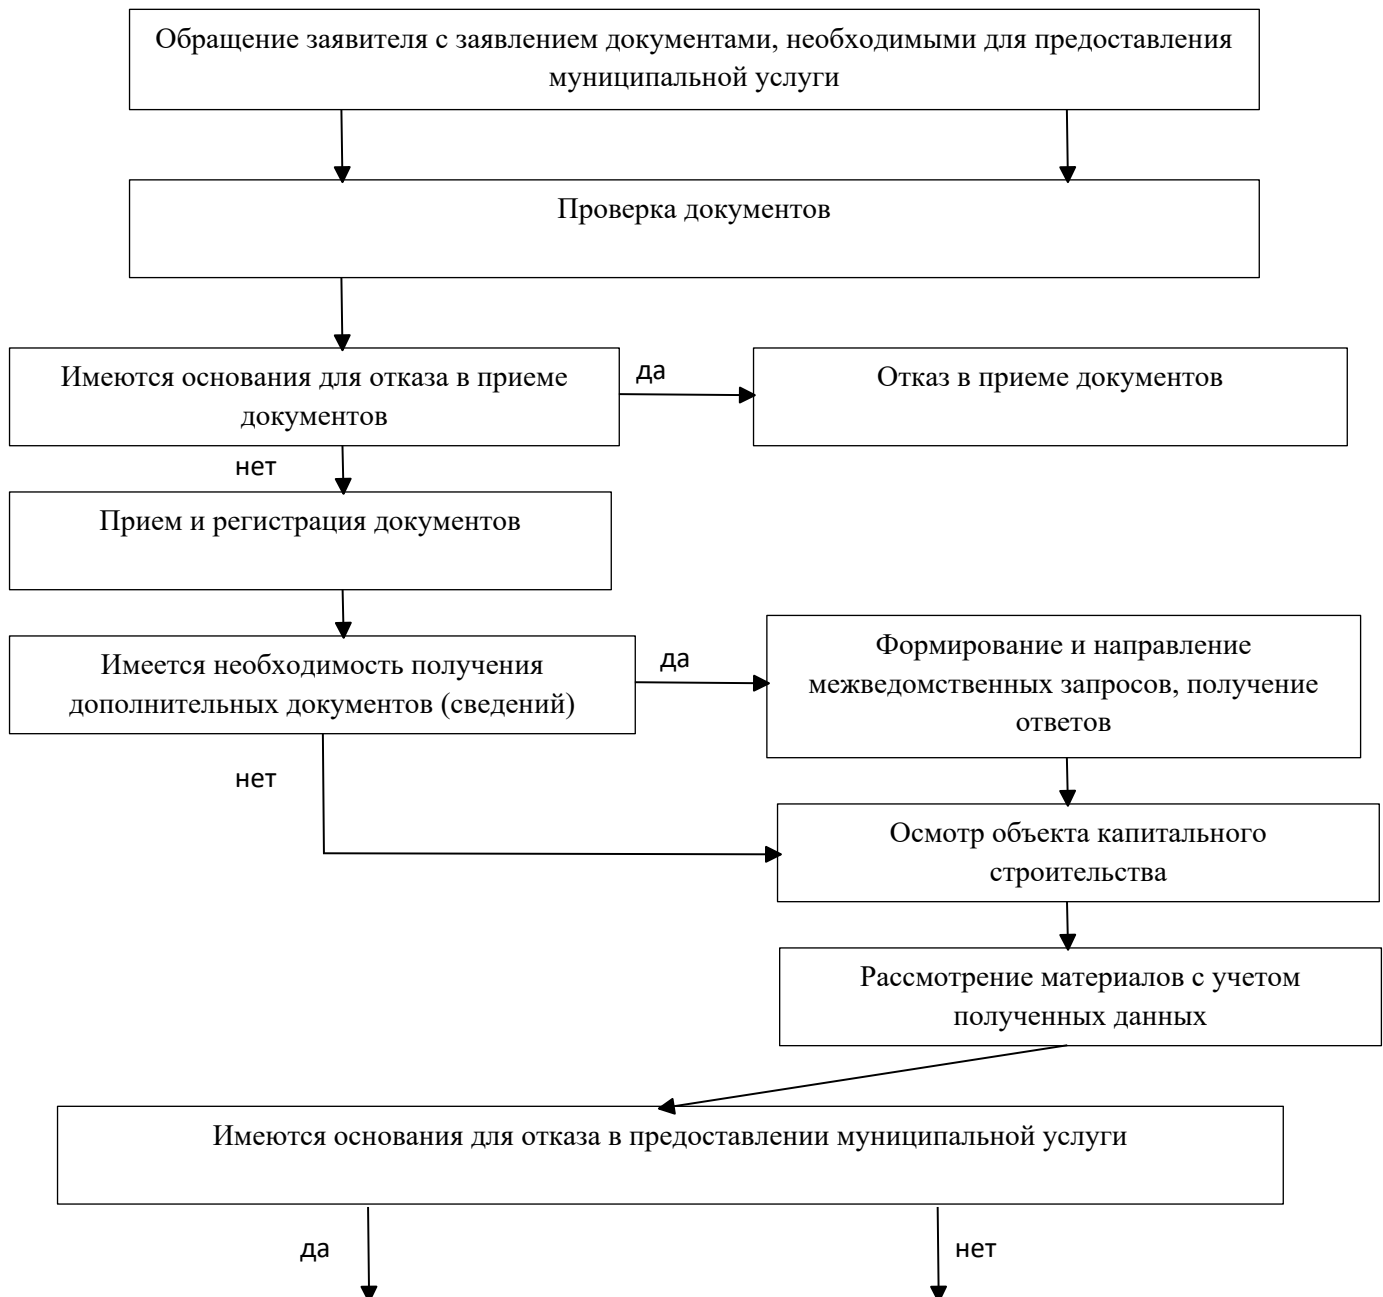 Обращение заявителя с заявлением документами, необходимыми для предоставления
муниципальной услуги
Проверка документов
Имеются основания для отказа в приеме
документов
да
Отказ в приеме документов
нет
Прием и регистрация документов
Имеется необходимость получения
дополнительных документов (сведений)
да
Формирование и направление
межведомственных запросов, получение
ответов
нет
Осмотр объекта капитального
строительства
Рассмотрение материалов с учетом
полученных данных
Имеются основания для отказа в предоставлении муниципальной услуги
да
нет